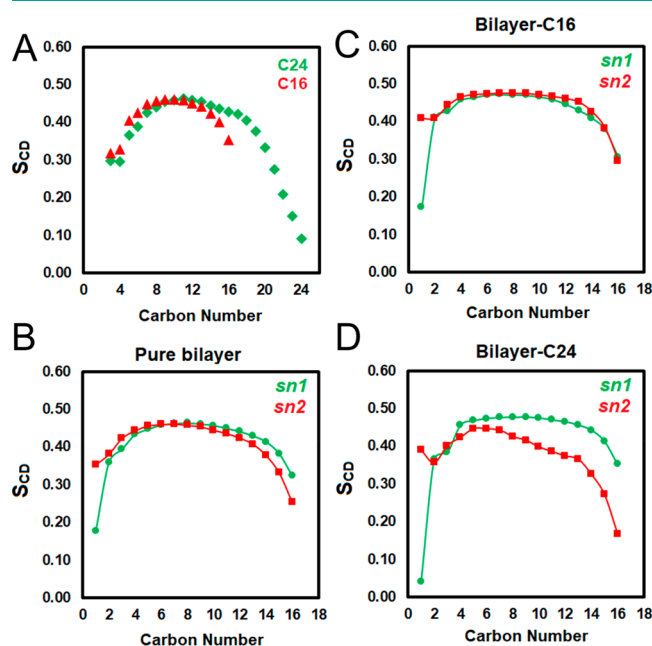 A
C24
C16
0.60
0.50
0.40
0.30
0.20
0.10
0.00
SCD
0 4 8 12 16 20 24
Carbon Number
C
Bilayer-C16
sn1
sn2
0.60
0.50
0.40
0.30
0.20
0.10
0.00
SCD
0 2 4 6 8 10 12 14 16 18
Carbon Number
B
Pure bilayer
sn1
sn2
0.60
0.50
0.40
0.30
0.20
0.10
0.00
SCD
0 2 4 6 8 10 12 14 16 18
Carbon Number
D
Bilayer-C24
sn1
sn2
0.60
0.50
0.40
0.30
0.20
0.10
0.00
SCD
0 2 4 6 8 10 12 14 16 18
Carbon Number